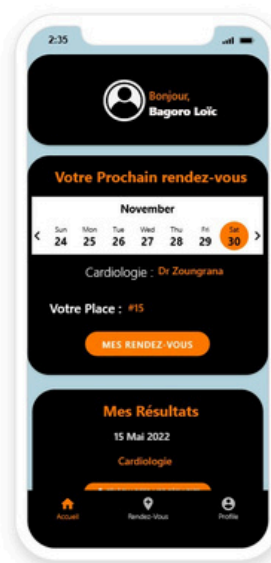 2:35
Bonjour,
Bagoro Loïc
Votre Prochain rendez-vous
November
Sun Mon Tue Wed Thu Fri Sat
24 25 26 27 28 29 30
Cardiologie : Dr Zoungrana
Votre Place : #15
MES RENDEZ-VOUS
Mes Résultats
15 Mai 2022
Cardiologie
Accueil Rendez-Vous Profile